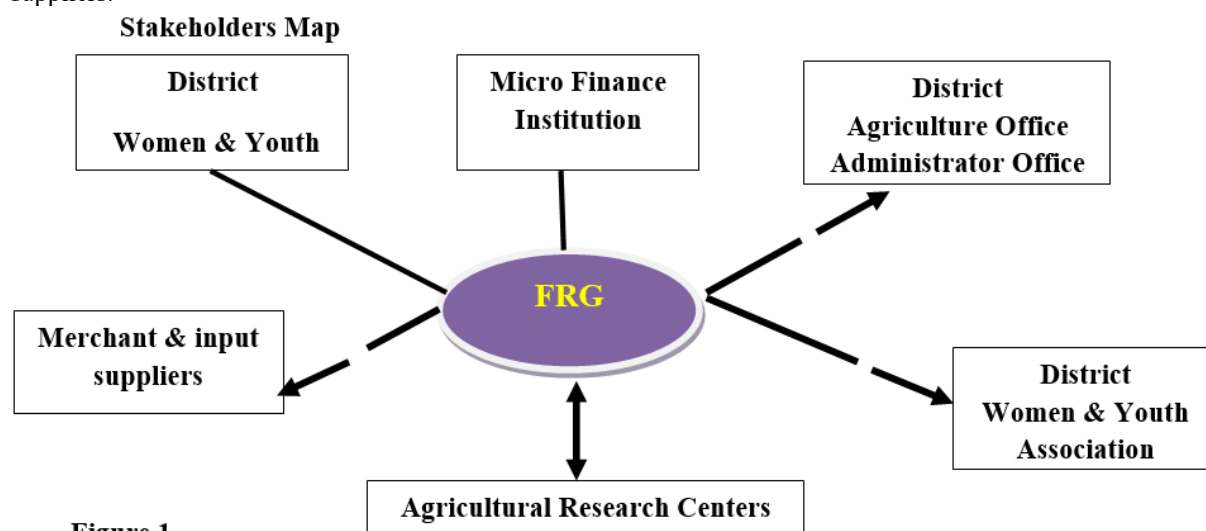 Stakeholders Map
District
Women & Youth
Micro Finance
Institution
District
Agriculture Office
Administrator Office
FRG
Merchant & input
suppliers
District
Women & Youth
Association
Agricultural Research Centers
Figure 1